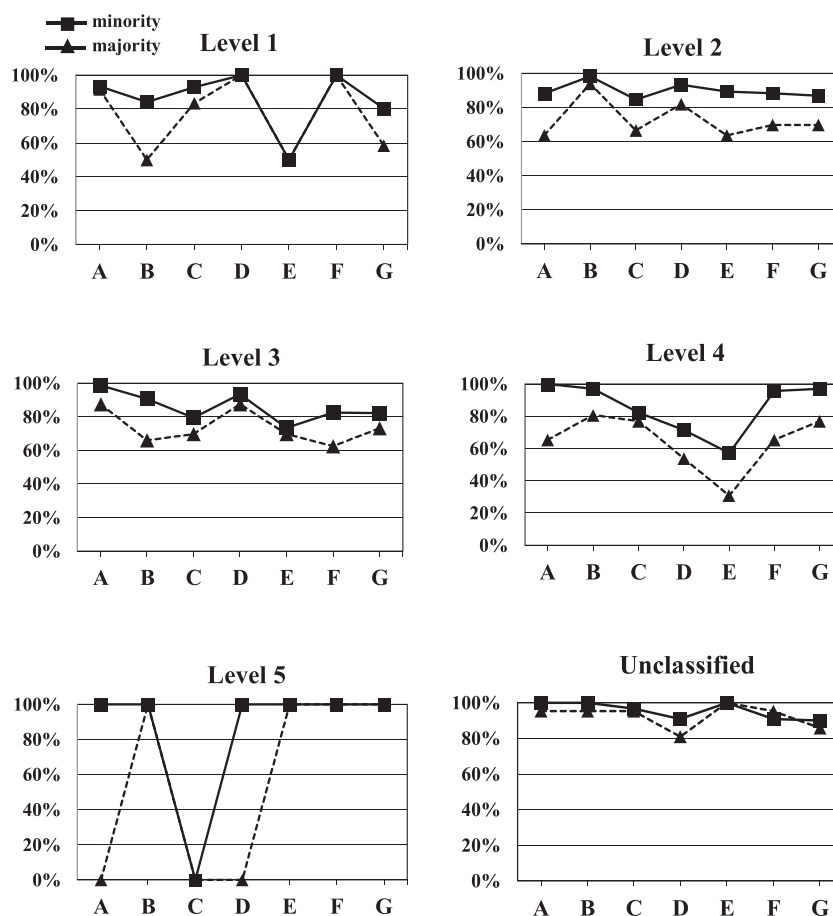 minority
majority
Level 1
100%
80%
60%
40%
20%
0%
A B C D E F G
Level 2
100%
80%
60%
40%
20%
0%
A B C D E F G
Level 3
100%
80%
60%
40%
20%
0%
A B C D E F G
Level 4
100%
80%
60%
40%
20%
0%
A B C D E F G
Level 5
100%
80%
60%
40%
20%
0%
A B C D E F G
Unclassified
100%
80%
60%
40%
20%
0%
A B C D E F G